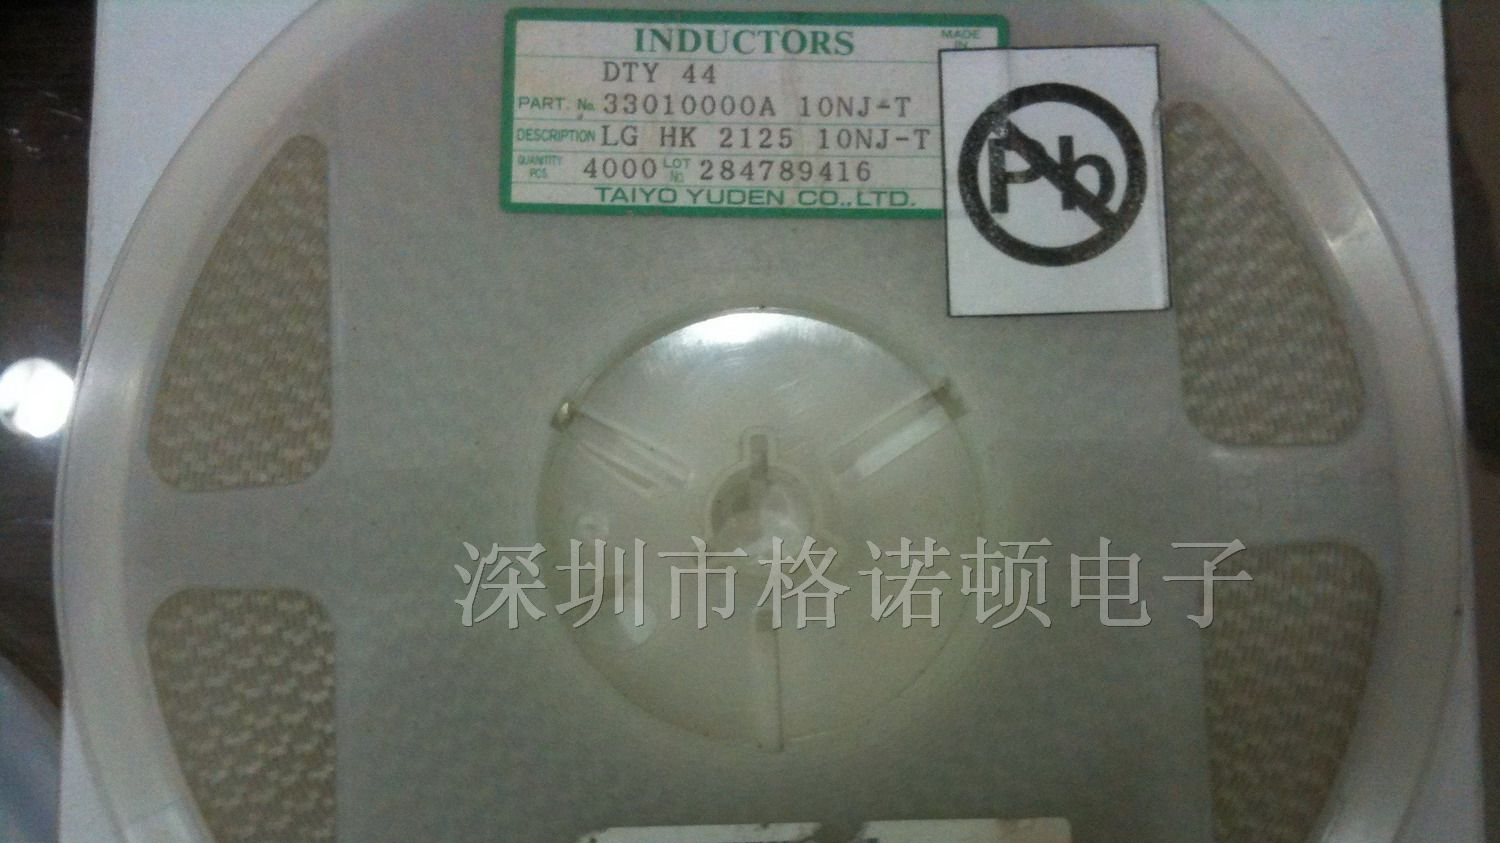 INDUCTORS
MADE
IN
DTY 44
PART. No. 33010000A 10NJ-T
DESCRIPTION LG HK 2125 10NJ-T
QUANTITY PCS 4000 LOT No. 284789416
TAIYO YUDEN CO.,LTD.
Pb
深圳市格诺顿电子